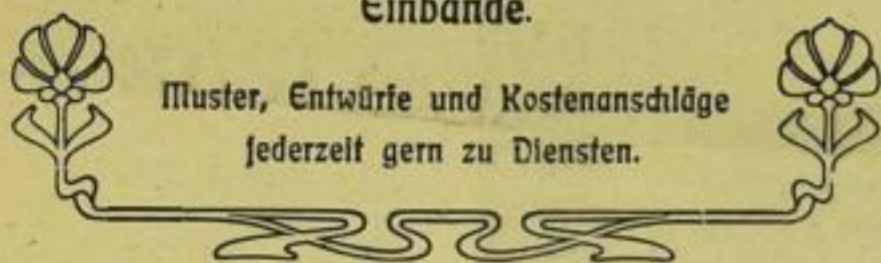 Einbände.
Muster, Entwürfe und Kostenanschläge
jederzeit gern zu Diensten.